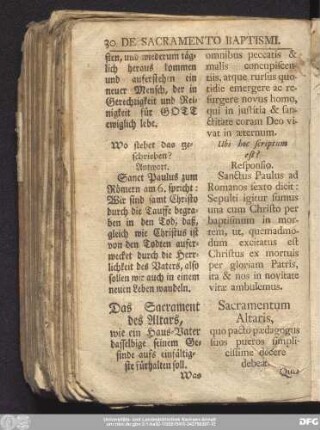 30. DE SACRAMENTO BAPTISMI.
sten, und wiederum täg-
lich heraus kommen
und auferstehen ein
neuer Mensch, der in
Gerechtigkeit und Rei-
nigkeit für GOTT
ewiglich lebe.
Wo stehet das ge-
schrieben?
Antwort.
Sanct Paulus zum
Römern am 6. spricht:
Wir sind samt Christo
durch die Tauffe begra-
ben in den Tod, daß,
gleich wie Christus ist
von den Todten aufer-
wecket durch die Herr-
lichkeit des Vaters, also
sollen wir auch in einem
neuen Leben wandeln.
Das Sacrament
des Altars,
wie ein Haus-Vater
dasselbige seinem Ge-
sinde aufs einfältig-
ste fürhalten soll.
Was
omnibus peccatis &
malis concupiscen-
tiis, atque rursus quo-
tidie emergere ac re-
surgere novus homo,
qui in justitia & san-
ctitate coram Deo vi-
vat in æternum.
Ubi hoc scriptum
est?
Responsio.
Sanctus Paulus ad
Romanos sexto dicit:
Sepulti igitur sumus
una cum Christo per
baptismum in mor-
tem, ut, quemadmo-
dum excitatus est
Christus ex mortuis
per gloriam Patris,
ita & nos in novitate
vitæ ambulemus.
Sacramentum
Altaris,
quo pacto pædagogus
suos pueros simpli-
cissime docere
debeat.
Quid